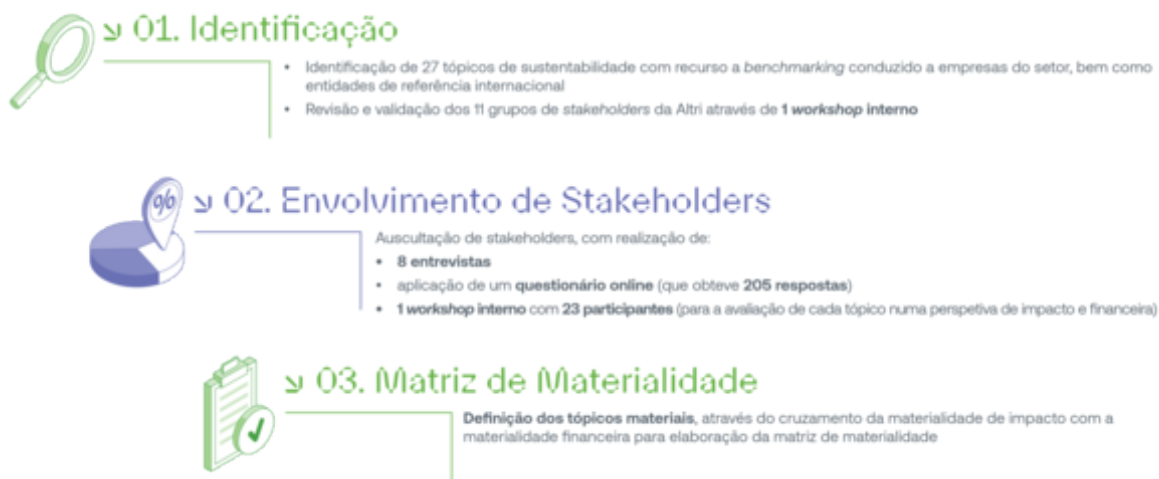 01. Identificação
• Identificação de 27 tópicos de sustentabilidade com recurso a benchmarking conduzido a empresas do setor, bem como
entidades de referência internacional
• Revisão e validação dos 11 grupos de stakeholders da Altri através de 1 workshop interno
%
02. Envolvimento de Stakeholders
Auscultação de stakeholders, com realização de:
• 8 entrevistas
• aplicação de um questionário online (que obteve 205 respostas)
• 1 workshop interno com 23 participantes (para a avaliação de cada tópico numa perspetiva de impacto e financeira)
03. Matriz de Materialidade
Definição dos tópicos materiais, através do cruzamento da materialidade de impacto com a
materialidade financeira para elaboração da matriz de materialidade